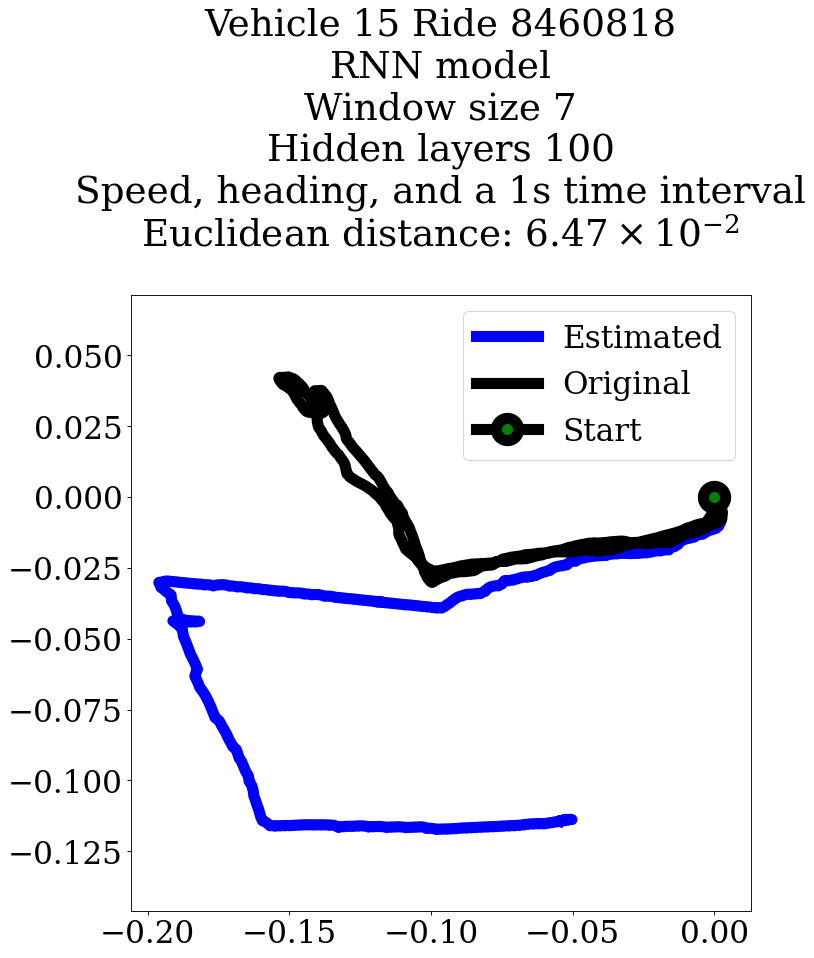 Vehicle 15 Ride 8460818
RNN model
Window size 7
Hidden layers 100
Speed, heading, and a 1s time interval
Euclidean distance: 6.47 × 10⁻²
Estimated
Original
Start
0.050
0.025
0.000
−0.025
−0.050
−0.075
−0.100
−0.125
−0.20 −0.15 −0.10 −0.05 0.00